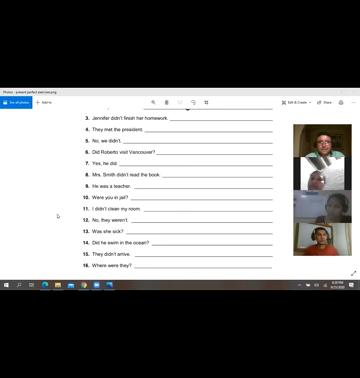 Photos - present perfect exercises.png
See all photos + Add to
Edit & Create Share
3. Jennifer didn't finish her homework.
4. They met the president.
5. No, we didn't.
6. Did Roberto visit Vancouver?
7. Yes, he did.
8. Mrs. Smith didn't read the book.
9. He was a teacher.
10. Were you in jail?
11. I didn't clean my room.
12. No, they weren't.
13. Was she sick?
14. Did he swim in the ocean?
15. They didn't arrive.
16. Where were they?